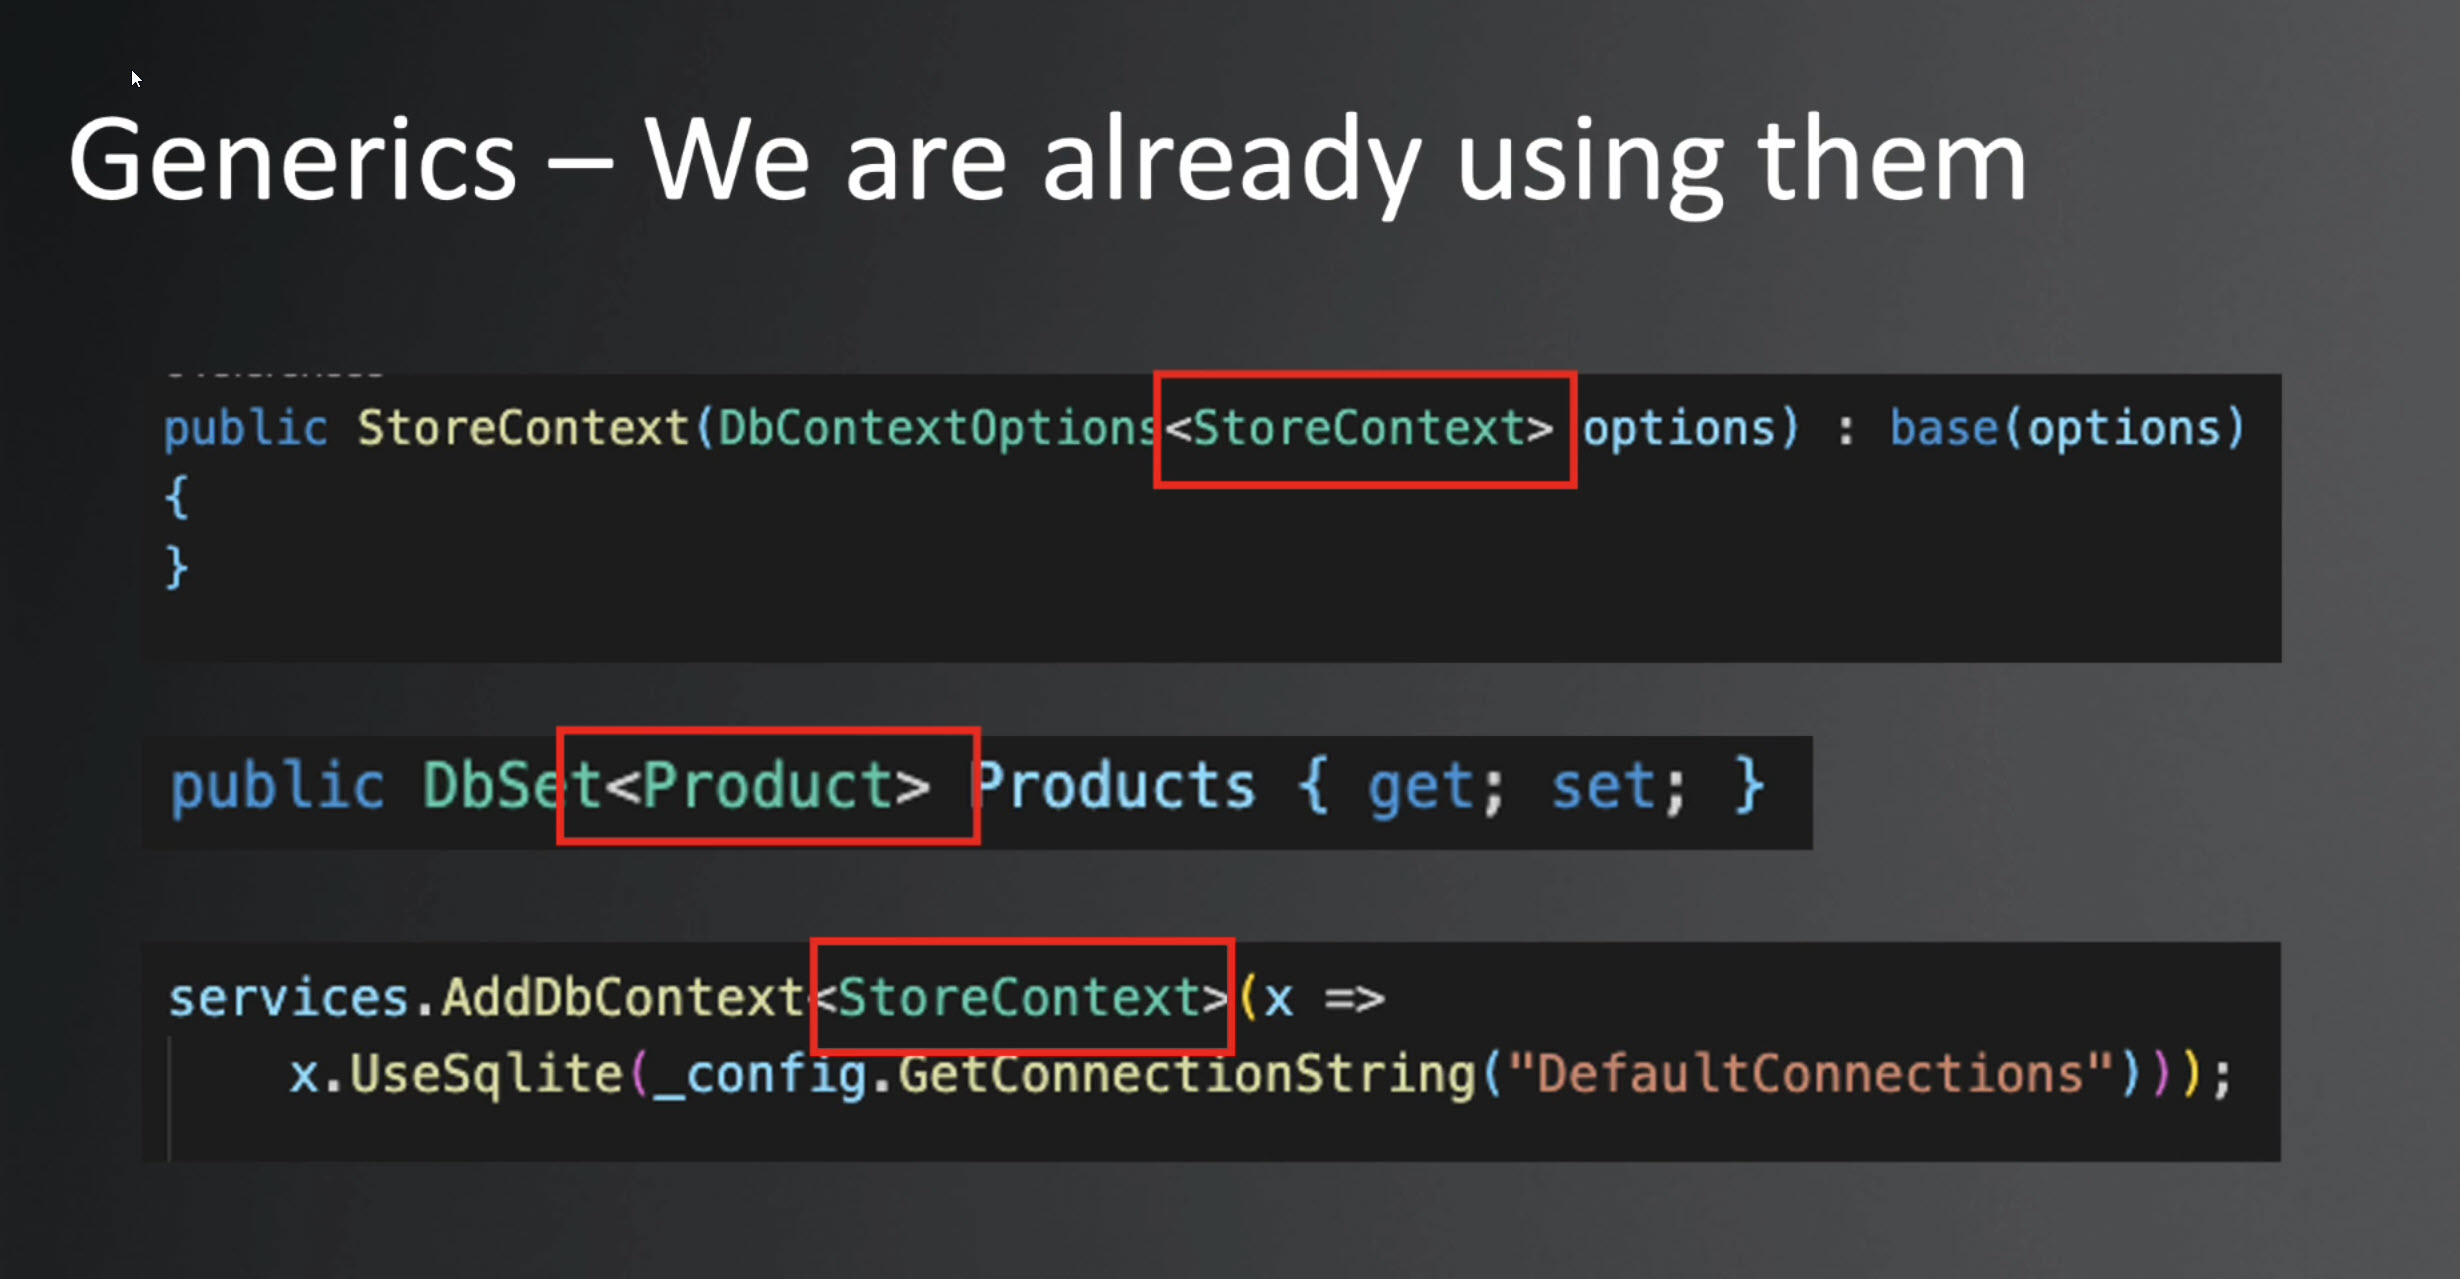 Generics – We are already using them
public StoreContext(DbContextOptions<StoreContext> options) : base(options)
{
}
public DbSet<Product> Products { get; set; }
services.AddDbContext<StoreContext>(x =>
x.UseSqlite(_config.GetConnectionString("DefaultConnections")));